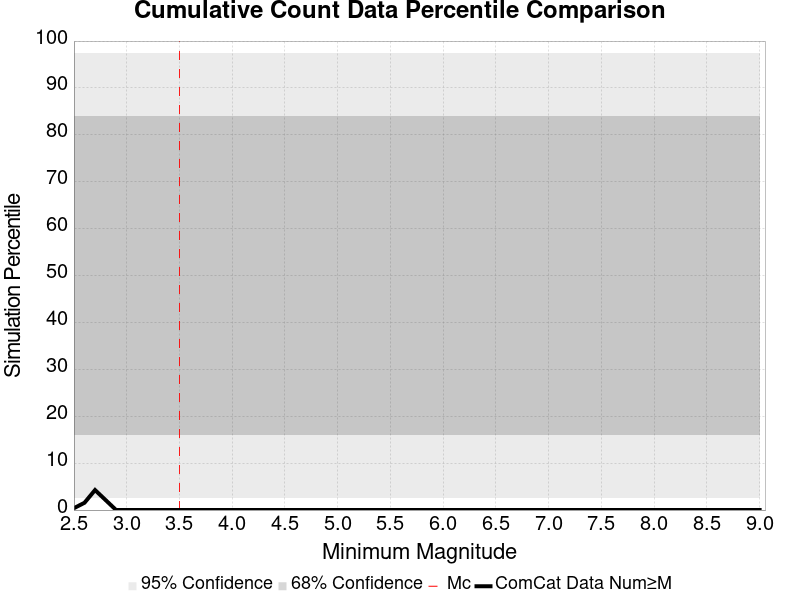 Cumulative Count Data Percentile Comparison
100
90
80
70
60
50
40
30
20
10
0
Simulation Percentile
2.5 3.0 3.5 4.0 4.5 5.0 5.5 6.0 6.5 7.0 7.5 8.0 8.5 9.0
Minimum Magnitude
95% Confidence 68% Confidence Mc ComCat Data Num≥M